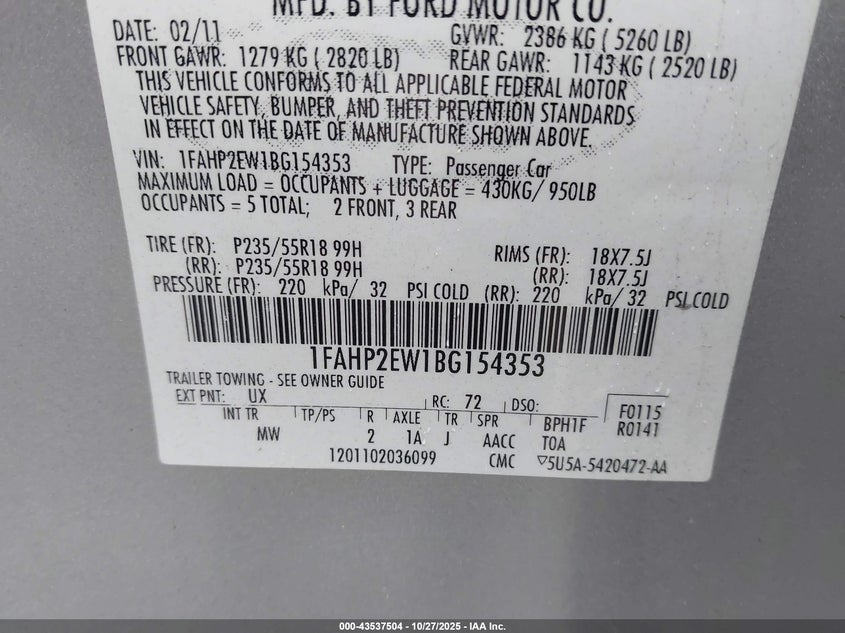 MFD. BY FORD MOTOR CO.
DATE: 02/11 GVWR: 2386 KG ( 5260 LB)
FRONT GAWR: 1279 KG ( 2820 LB) REAR GAWR: 1143 KG ( 2520 LB)
THIS VEHICLE CONFORMS TO ALL APPLICABLE FEDERAL MOTOR
VEHICLE SAFETY, BUMPER, AND THEFT PREVENTION STANDARDS
IN EFFECT ON THE DATE OF MANUFACTURE SHOWN ABOVE.
VIN: 1FAHP2EW1BG154353 TYPE: Passenger Car
MAXIMUM LOAD = OCCUPANTS + LUGGAGE = 430KG/ 950LB
OCCUPANTS = 5 TOTAL; 2 FRONT, 3 REAR
TIRE (FR): P235/55R18 99H RIMS (FR): 18X7.5J
(RR): P235/55R18 99H (RR): 18X7.5J
PRESSURE (FR): 220 kPa/ 32 PSI COLD (RR): 220 kPa/ 32 PSI COLD
1FAHP2EW1BG154353
TRAILER TOWING - SEE OWNER GUIDE
EXT PNT: UX RC: 72 DSO: F0115
INT TR TP/PS R AXLE TR SPR BPH1F R0141
MW 2 1A J AACC TOA
1201102036099 CMC ▽5U5A-5420472-AA
000-43537504 | 10/27/2025 - IAA Inc.